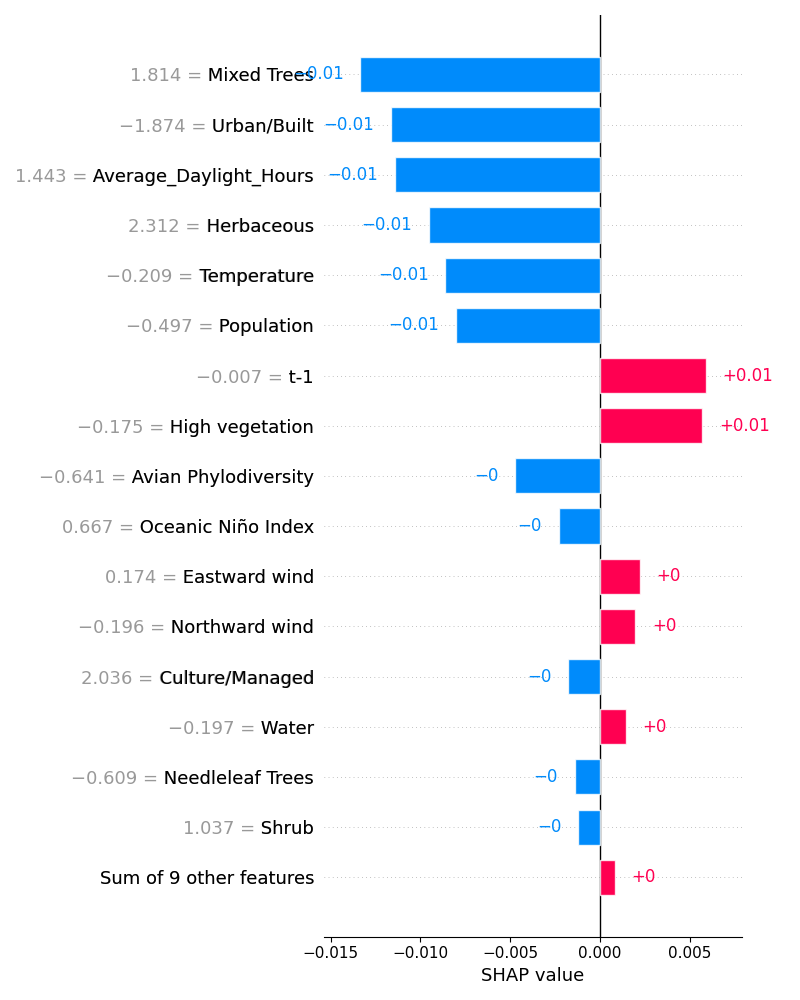 1.814 = Mixed Trees −0.01
−1.874 = Urban/Built −0.01
1.443 = Average_Daylight_Hours −0.01
2.312 = Herbaceous −0.01
−0.209 = Temperature −0.01
−0.497 = Population −0.01
−0.007 = t-1 +0.01
−0.175 = High vegetation +0.01
−0.641 = Avian Phylodiversity −0
0.667 = Oceanic Niño Index −0
0.174 = Eastward wind +0
−0.196 = Northward wind +0
2.036 = Culture/Managed −0
−0.197 = Water +0
−0.609 = Needleleaf Trees −0
1.037 = Shrub −0
Sum of 9 other features +0
−0.015 −0.010 −0.005 0.000 0.005
SHAP value